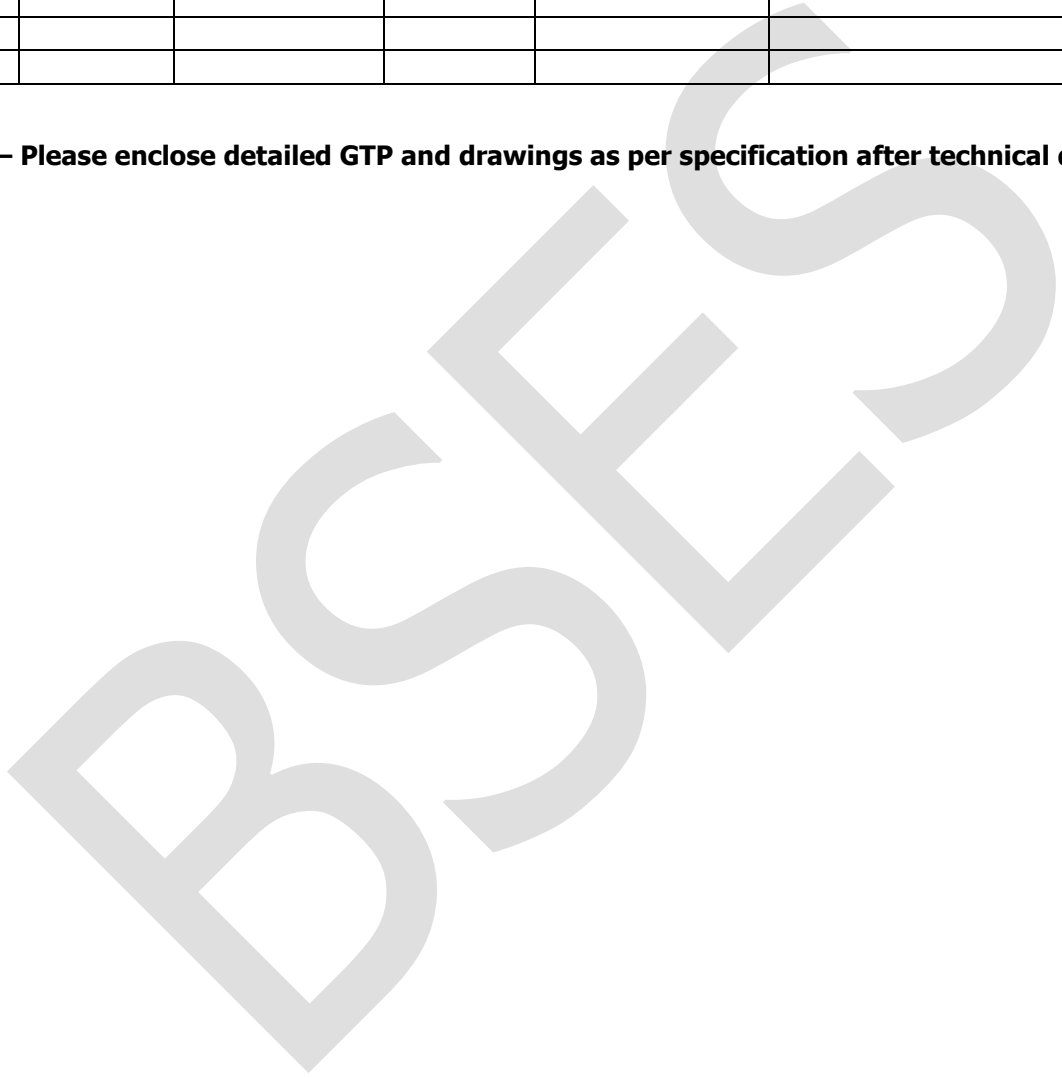 – Please enclose detailed GTP and drawings as per specification after technical
BSES